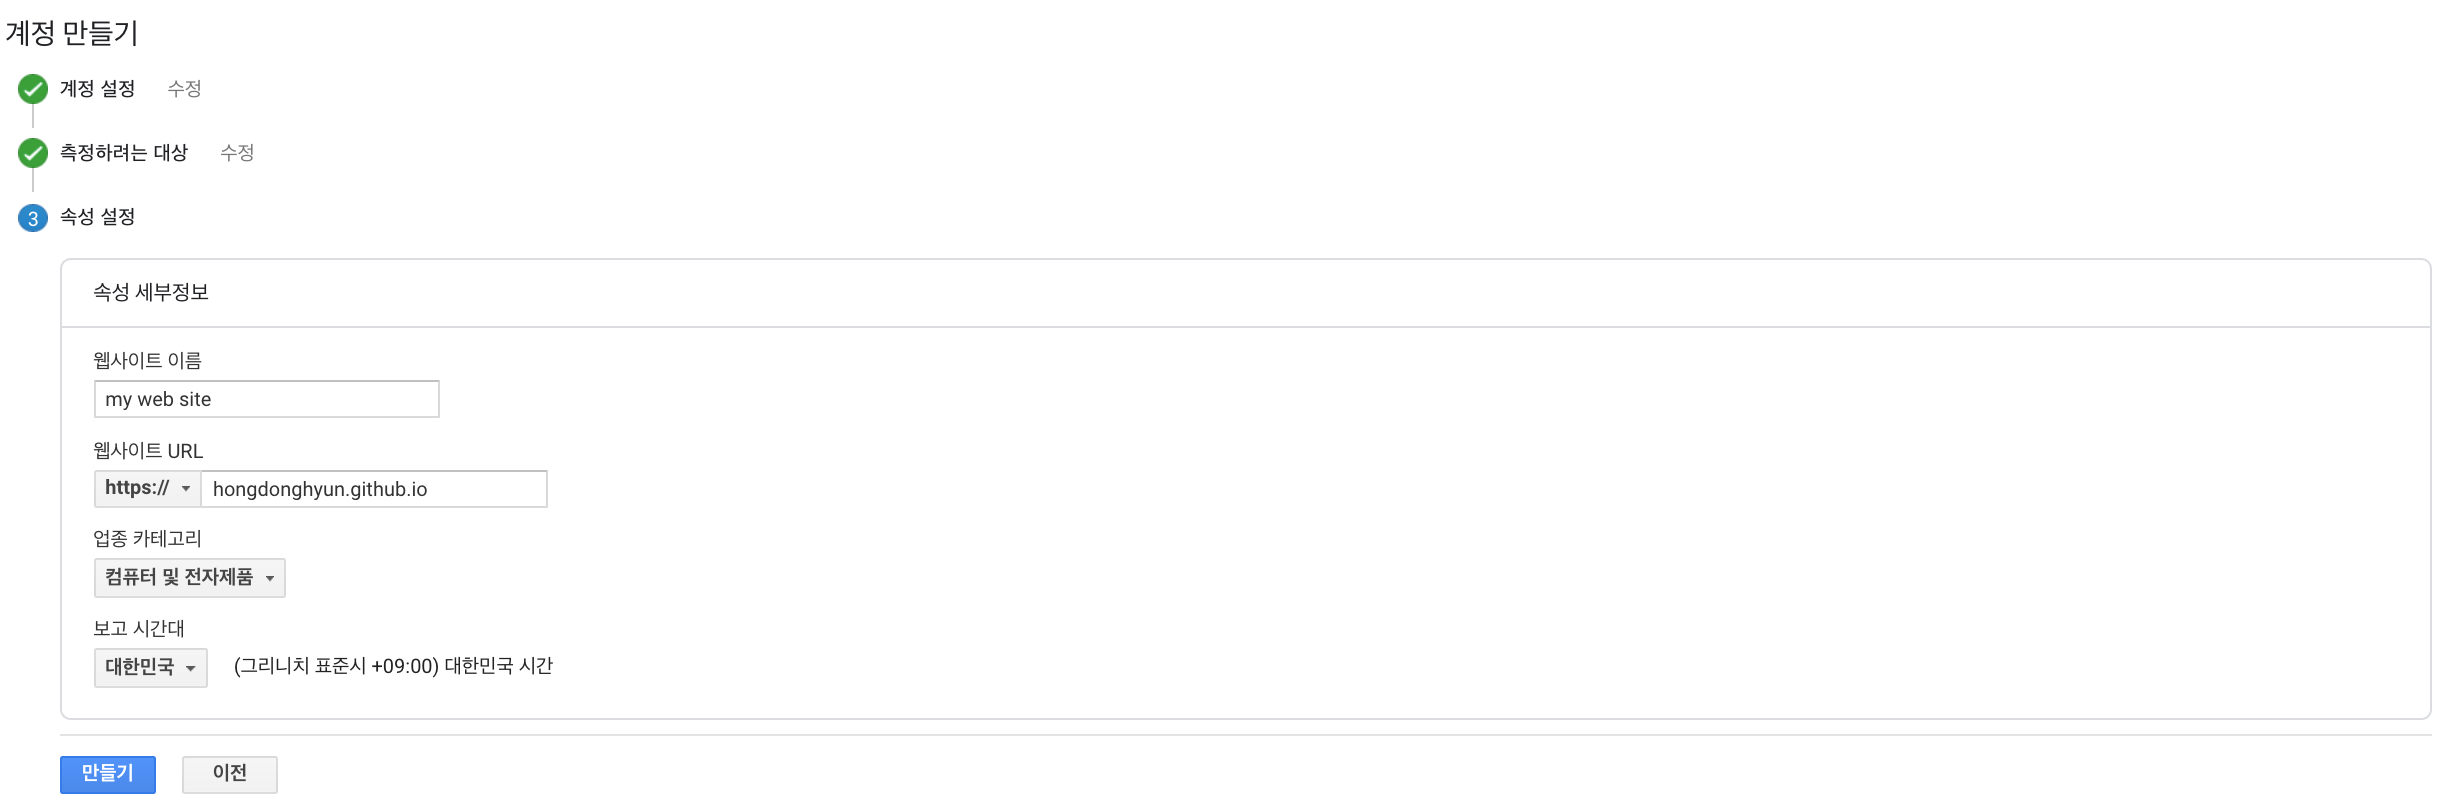 계정 만들기
계정 설정 수정
측정하려는 대상 수정
3 속성 설정
속성 세부정보
웹사이트 이름
my web site
웹사이트 URL
https:// hongdonghyun.github.io
업종 카테고리
컴퓨터 및 전자제품
보고 시간대
대한민국 (그리니치 표준시 +09:00) 대한민국 시간
만들기 이전